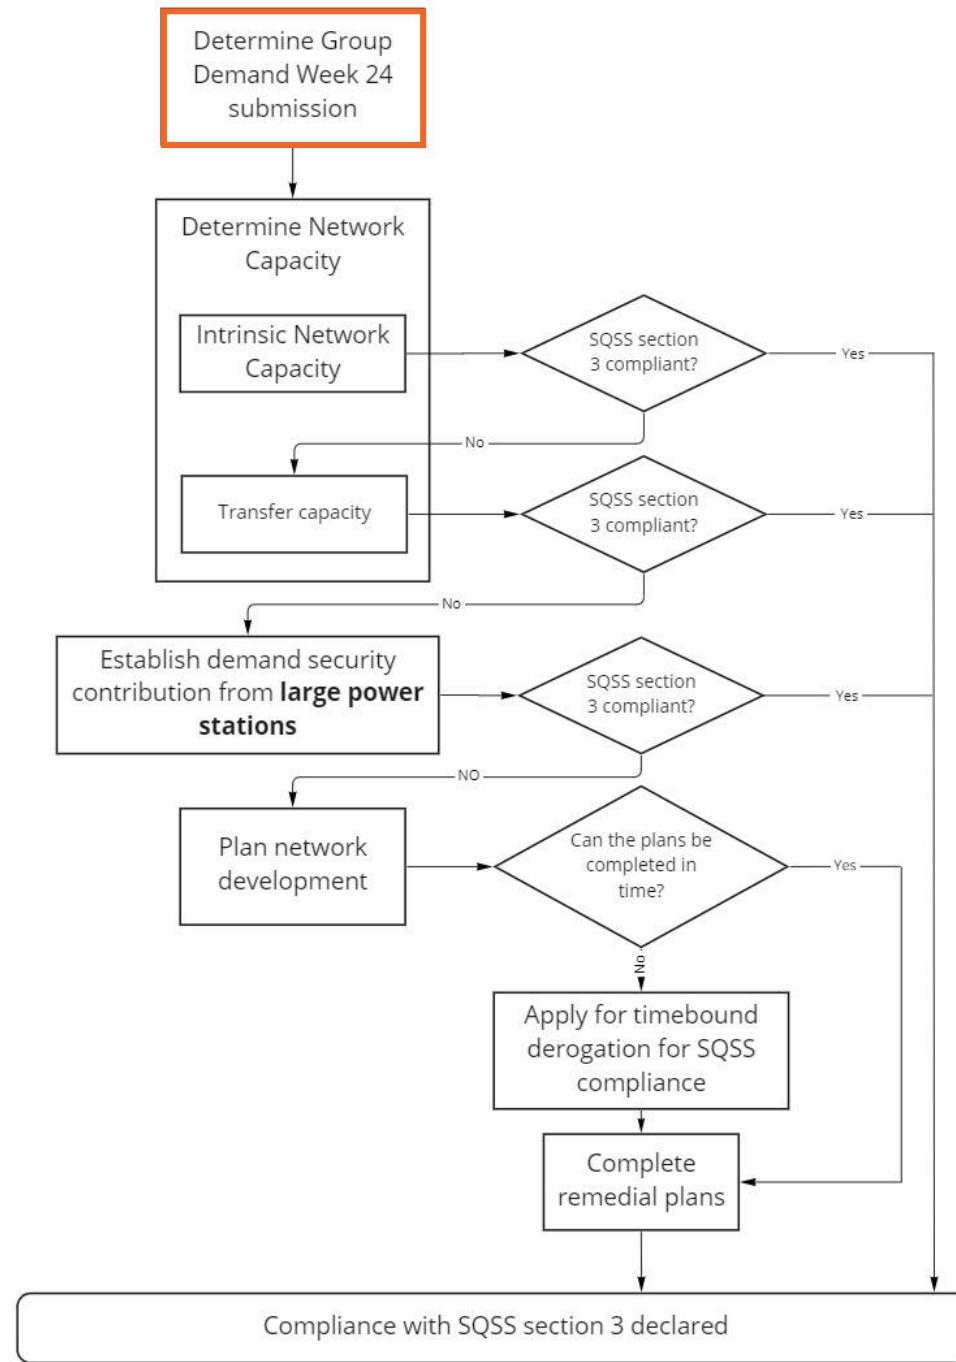 Determine Group
Demand Week 24
submission
Determine Network
Capacity
Intrinsic Network
Capacity
SQSS section
3 compliant?
Yes
No
Transfer capacity
SQSS section
3 compliant?
Yes
No
Establish demand security
contribution from large power
stations
SQSS section
3 compliant?
Yes
NO
Plan network
development
Can the plans be
completed in
time?
Yes
No
Apply for timebound
derogation for SQSS
compliance
Complete
remedial plans
Compliance with SQSS section 3 declared